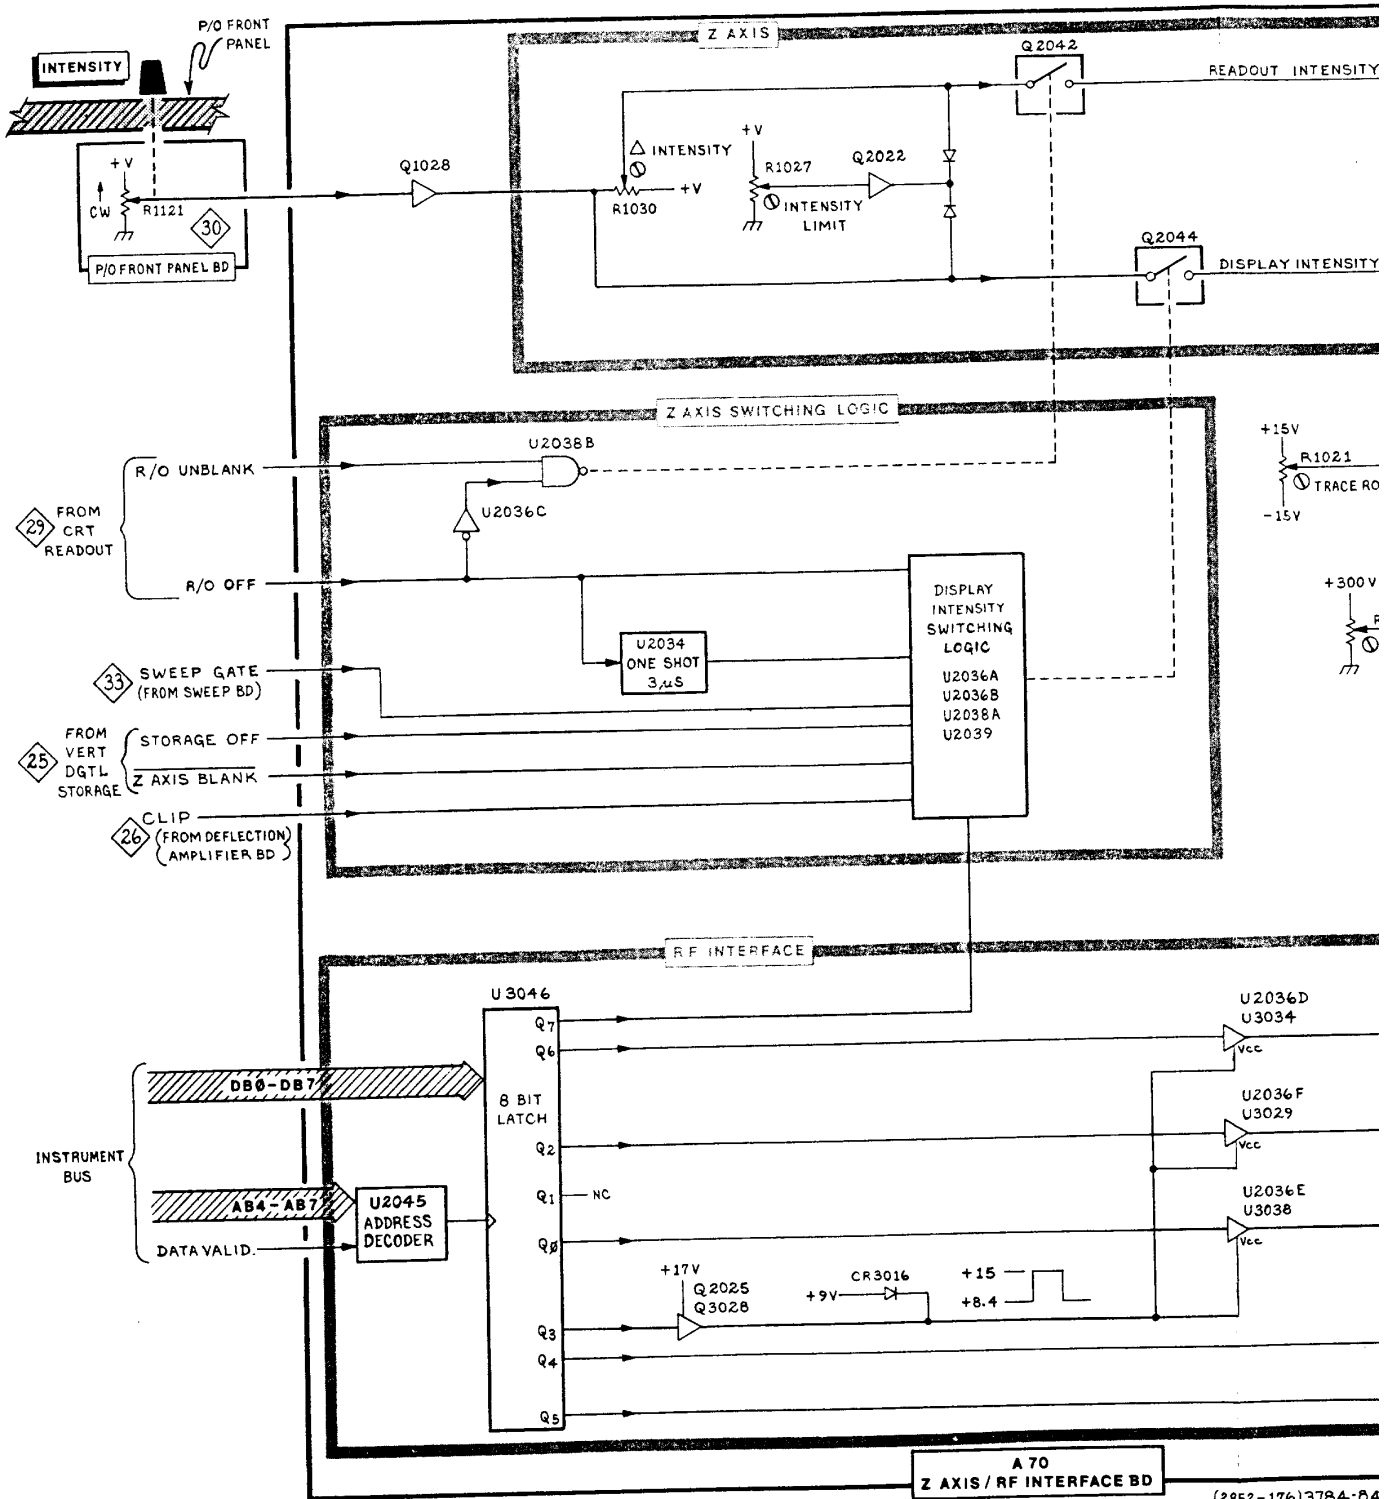 P/O FRONT
PANEL
INTENSITY
+V
CW
R1121
30
P/O FRONT PANEL BD
Z AXIS
Q1028
△ INTENSITY
R1030
+V
+V
R1027
INTENSITY
LIMIT
Q2022
Q2042
READOUT INTENSITY
Q2044
DISPLAY INTENSITY
Z AXIS SWITCHING LOGIC
29
FROM
CRT
READOUT
R/O UNBLANK
R/O OFF
U2038B
U2036C
U2034
ONE SHOT
3µS
DISPLAY
INTENSITY
SWITCHING
LOGIC
U2036A
U2036B
U2038A
U2039
33
SWEEP GATE
(FROM SWEEP BD)
25
FROM
VERT
DGTL
STORAGE
STORAGE OFF
Z AXIS BLANK
26
CLIP
(FROM DEFLECTION
AMPLIFIER BD)
+15V
R1021
TRACE RO
-15V
+300V
R
RF INTERFACE
U3046
8 BIT
LATCH
Q7
Q6
Q2
Q1
NC
Q0
Q3
Q4
Q5
INSTRUMENT
BUS
DB0-DB7
AB4-AB7
DATA VALID.
U2045
ADDRESS
DECODER
+17V
Q2025
Q3028
CR3016
+9V
+15
+8.4
U2036D
U3034
Vcc
U2036F
U3029
Vcc
U2036E
U3038
Vcc
A70
Z AXIS / RF INTERFACE BD
(2952-176)3784-84